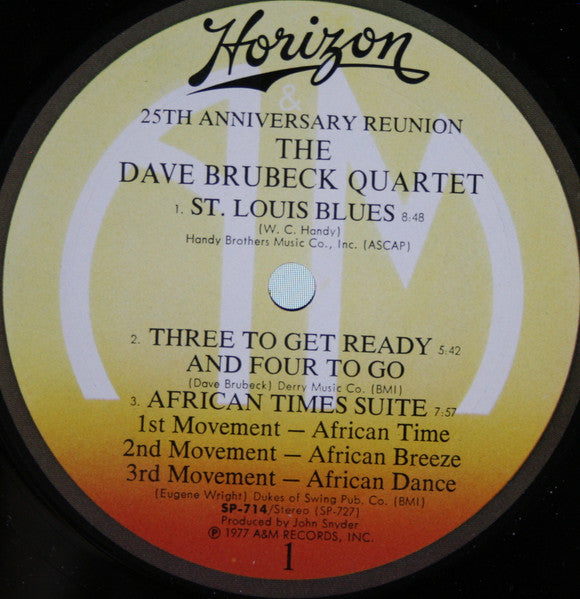 Horizon
&
25TH ANNIVERSARY REUNION
THE
DAVE BRUBECK QUARTET
1. ST. LOUIS BLUES 8:48
(W. C. Handy)
Handy Brothers Music Co., Inc. (ASCAP)
2. THREE TO GET READY 5:42
AND FOUR TO GO
(Dave Brubeck) Derry Music Co. (BMI)
3. AFRICAN TIMES SUITE 7:57
1st Movement — African Time
2nd Movement — African Breeze
3rd Movement — African Dance
(Eugene Wright) Dukes of Swing Pub. Co. (BMI)
SP-714/Stereo (SP-727)
Produced by John Snyder
℗ 1977 A&M RECORDS, INC.
1
A&M